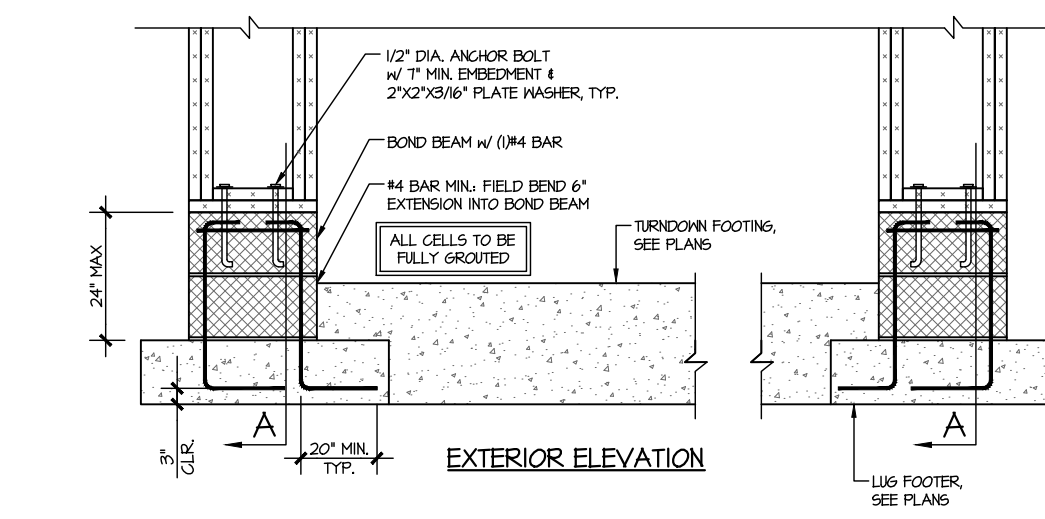 1/2" DIA. ANCHOR BOLT
W/ 7" MIN. EMBEDMENT &
2"X2"X3/16" PLATE WASHER, TYP.
BOND BEAM W/ (1)#4 BAR
#4 BAR MIN.: FIELD BEND 6"
EXTENSION INTO BOND BEAM
ALL CELLS TO BE
FULLY GROUTED
TURNDOWN FOOTING,
SEE PLANS
24" MAX
A
A
3"
CLR.
20" MIN.
TYP.
EXTERIOR ELEVATION
LUG FOOTER,
SEE PLANS